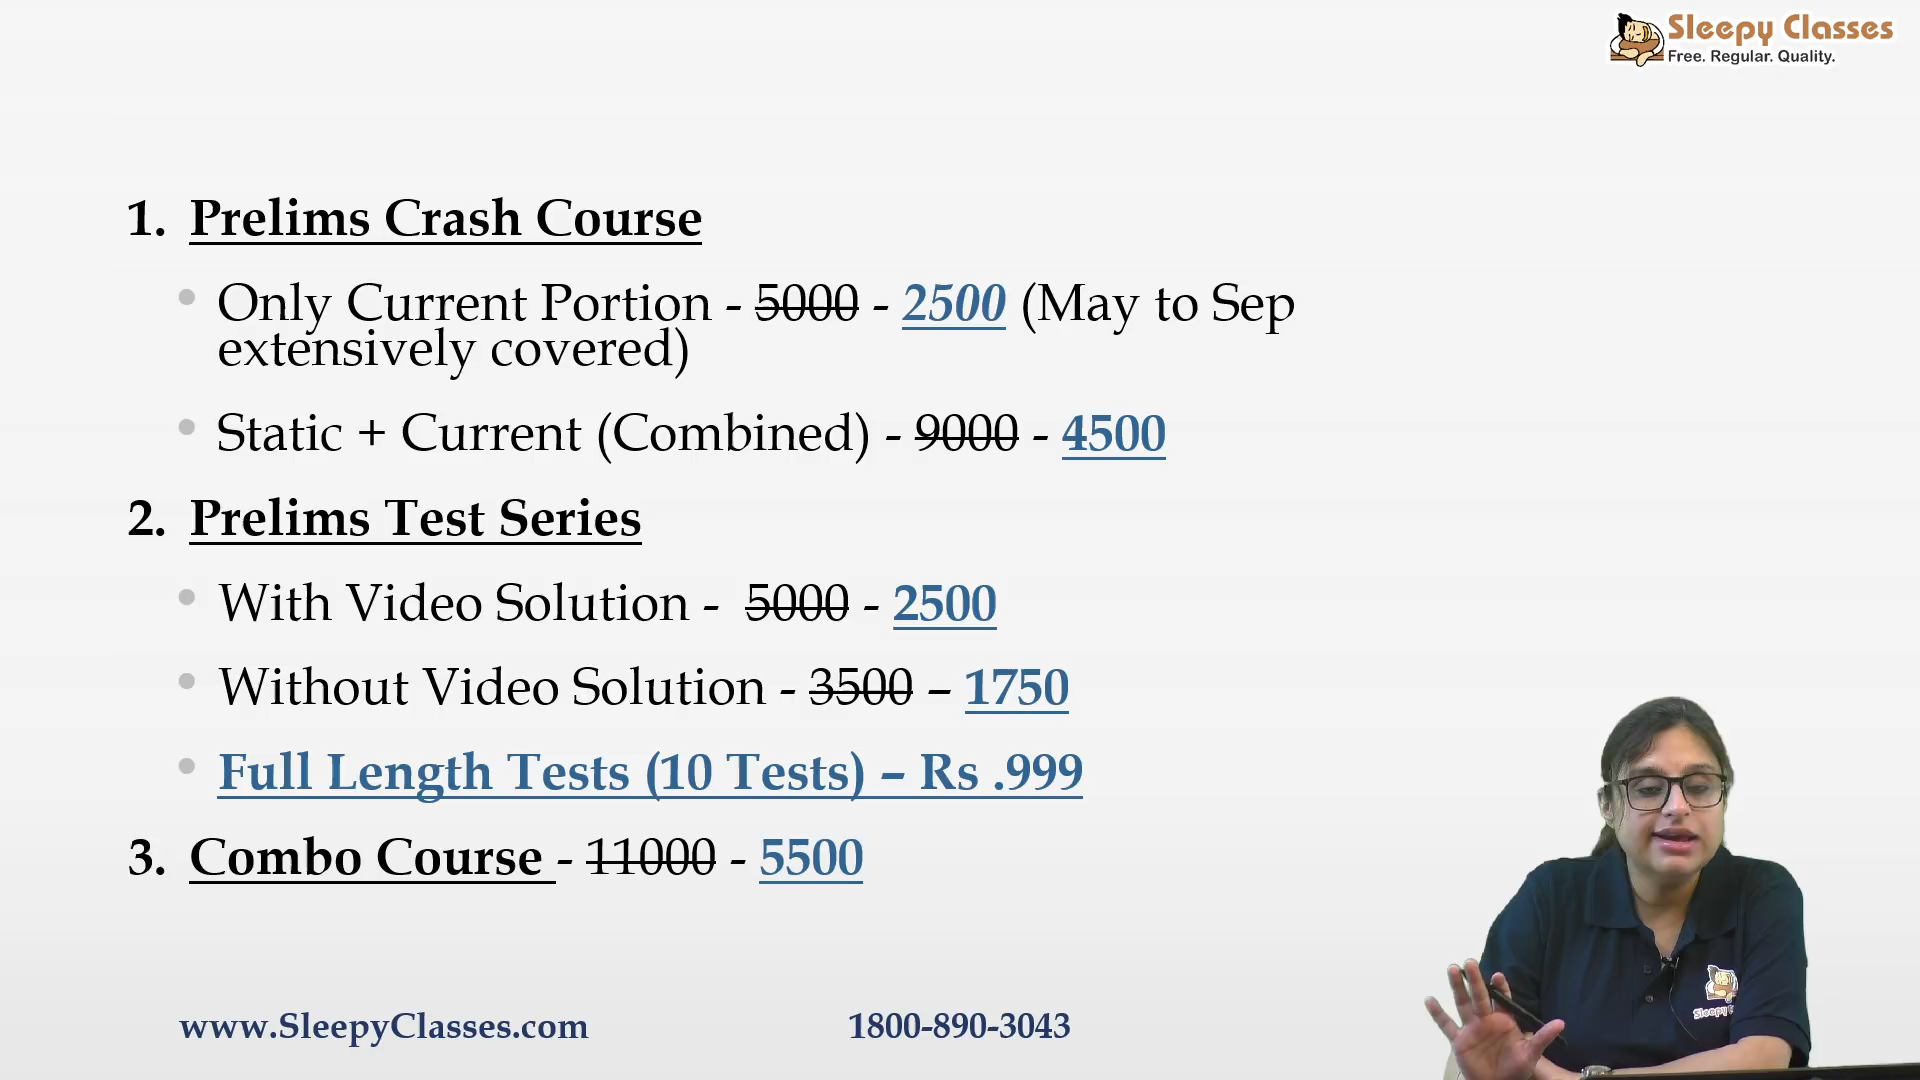 Sleepy Classes
Free. Regular. Quality.
1. Prelims Crash Course
• Only Current Portion - 5000 - 2500 (May to Sep
extensively covered)
• Static + Current (Combined) - 9000 - 4500
2. Prelims Test Series
• With Video Solution - 5000 - 2500
• Without Video Solution - 3500 – 1750
• Full Length Tests (10 Tests) – Rs .999
3. Combo Course - 11000 - 5500
www.SleepyClasses.com 1800-890-3043